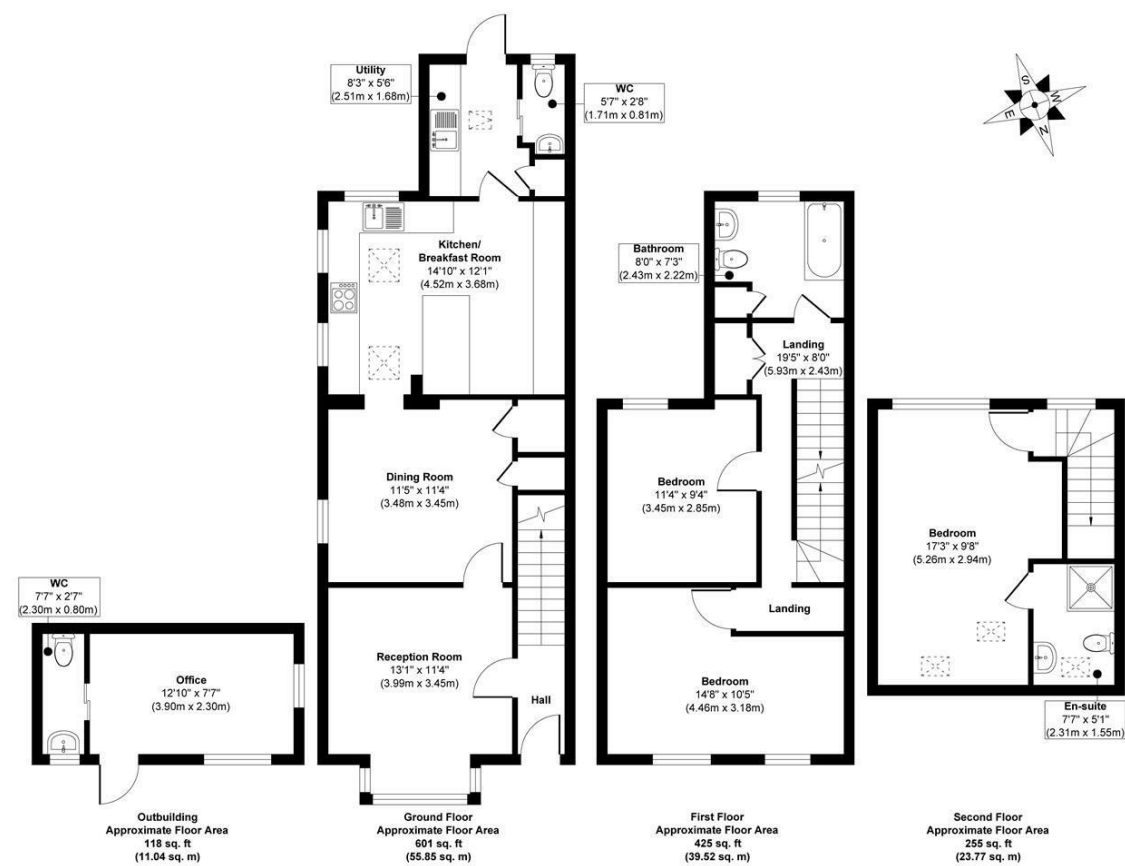 Utility
8'3" x 5'6"
(2.51m x 1.68m)
WC
5'7" x 2'8"
(1.71m x 0.81m)
S
W
E
N
Kitchen/
Breakfast Room
14'10" x 12'1"
(4.52m x 3.68m)
Bathroom
8'0" x 7'3"
(2.43m x 2.22m)
Landing
19'5" x 8'0"
(5.93m x 2.43m)
Dining Room
11'5" x 11'4"
(3.48m x 3.45m)
Bedroom
11'4" x 9'4"
(3.45m x 2.85m)
Bedroom
17'3" x 9'8"
(5.26m x 2.94m)
WC
7'7" x 2'7"
(2.30m x 0.80m)
Landing
Office
12'10" x 7'7"
(3.90m x 2.30m)
Reception Room
13'1" x 11'4"
(3.99m x 3.45m)
Hall
Bedroom
14'8" x 10'5"
(4.46m x 3.18m)
En-suite
7'7" x 5'1"
(2.31m x 1.55m)
Outbuilding
Approximate Floor Area
118 sq. ft
(11.04 sq. m)
Ground Floor
Approximate Floor Area
601 sq. ft
(55.85 sq. m)
First Floor
Approximate Floor Area
425 sq. ft
(39.52 sq. m)
Second Floor
Approximate Floor Area
255 sq. ft
(23.77 sq. m)